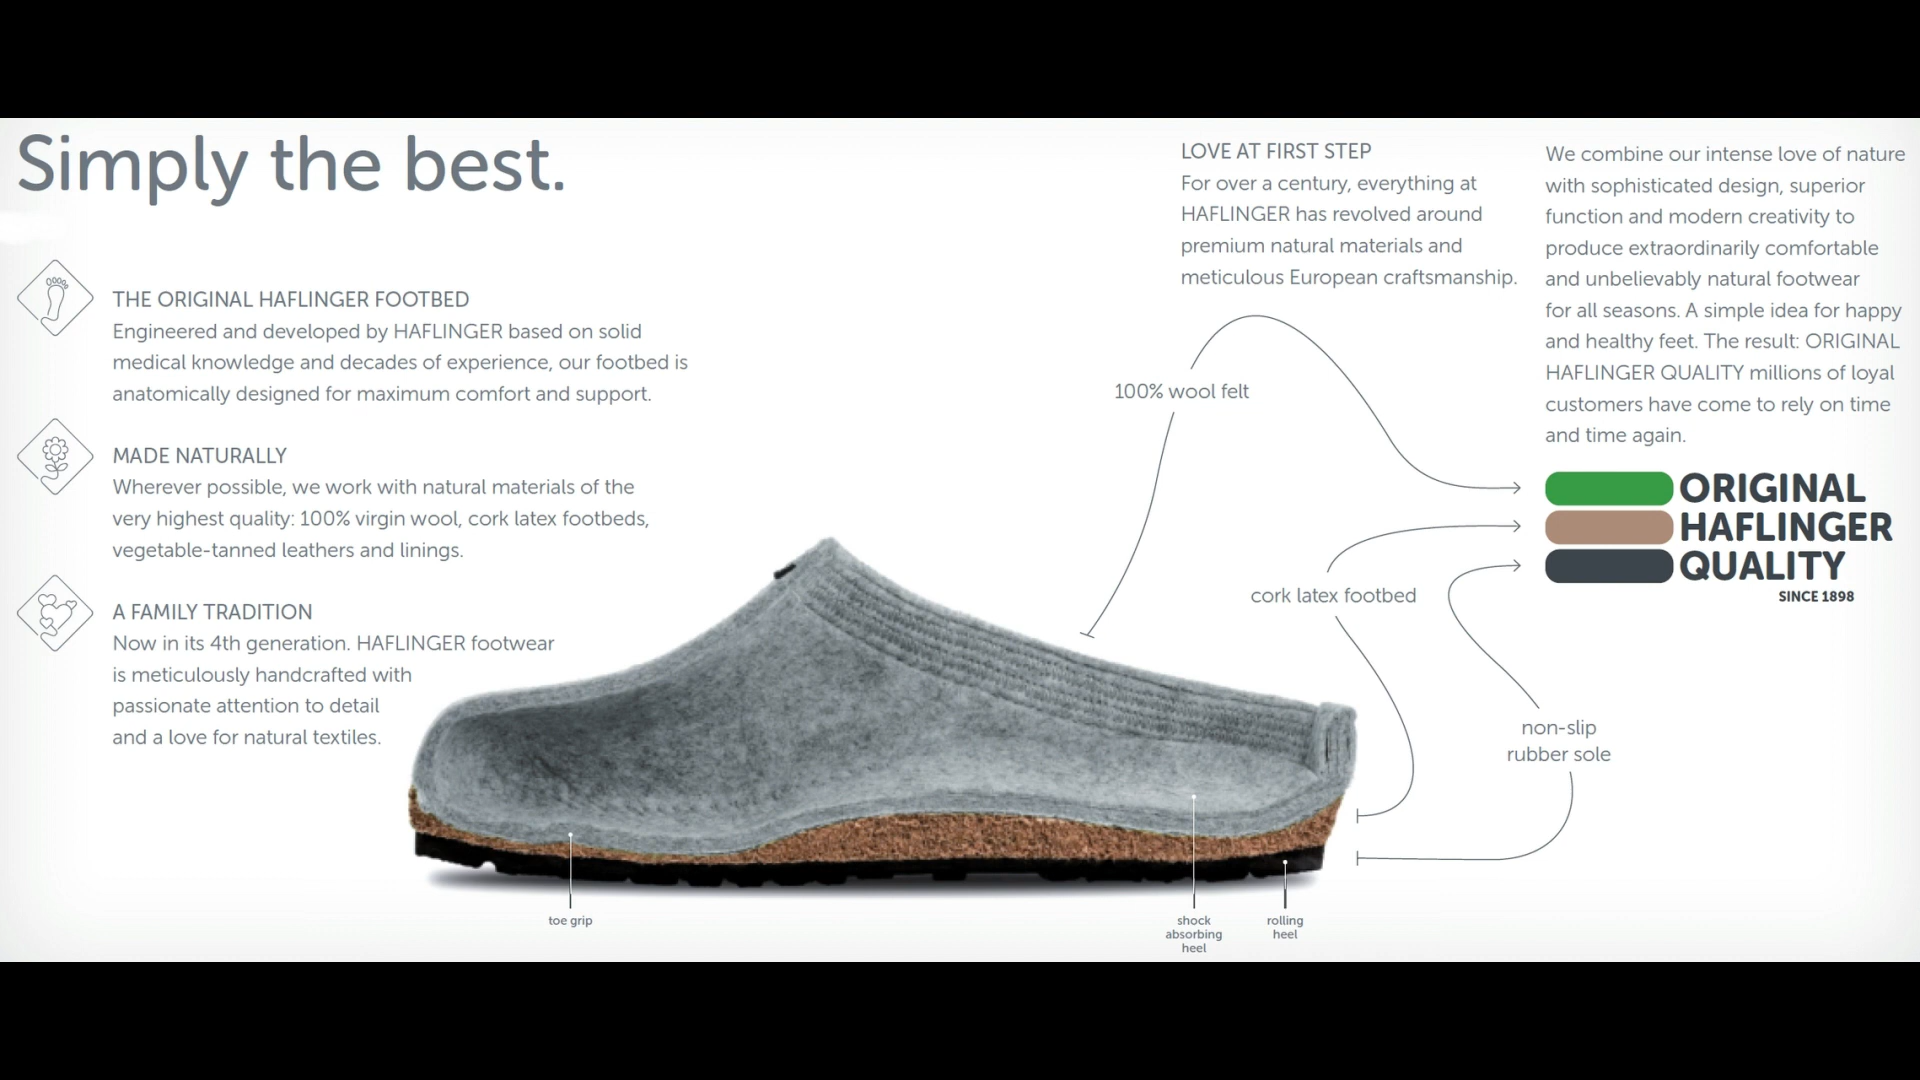 Simply the best.
THE ORIGINAL HAFLINGER FOOTBED
Engineered and developed by HAFLINGER based on solid
medical knowledge and decades of experience, our footbed is
anatomically designed for maximum comfort and support.
MADE NATURALLY
Wherever possible, we work with natural materials of the
very highest quality: 100% virgin wool, cork latex footbeds,
vegetable-tanned leathers and linings.
A FAMILY TRADITION
Now in its 4th generation. HAFLINGER footwear
is meticulously handcrafted with
passionate attention to detail
and a love for natural textiles.
LOVE AT FIRST STEP
For over a century, everything at
HAFLINGER has revolved around
premium natural materials and
meticulous European craftsmanship.
We combine our intense love of nature
with sophisticated design, superior
function and modern creativity to
produce extraordinarily comfortable
and unbelievably natural footwear
for all seasons. A simple idea for happy
and healthy feet. The result: ORIGINAL
HAFLINGER QUALITY millions of loyal
customers have come to rely on time
and time again.
100% wool felt
cork latex footbed
non-slip
rubber sole
ORIGINAL
HAFLINGER
QUALITY
SINCE 1898
toe grip
shock
absorbing
heel
rolling
heel